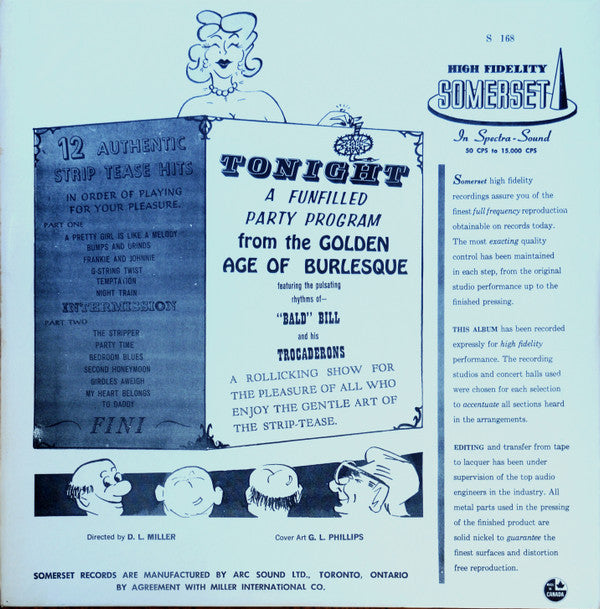 S 168
HIGH FIDELITY
SOMERSET
In Spectra-Sound
50 CPS to 15,000 CPS
12 AUTHENTIC
STRIP TEASE HITS
IN ORDER OF PLAYING
FOR YOUR PLEASURE.
PART ONE
A PRETTY GIRL IS LIKE A MELODY
BUMPS AND GRINDS
FRANKIE AND JOHNNIE
G-STRING TWIST
TEMPTATION
NIGHT TRAIN
INTERMISSION
PART TWO
THE STRIPPER
PARTY TIME
BEDROOM BLUES
SECOND HONEYMOON
GIRDLES AWEIGH
MY HEART BELONGS
TO DADDY
FINI
TONIGHT
A FUNFILLED
PARTY PROGRAM
from the GOLDEN
AGE OF BURLESQUE
featuring the pulsating
rhythms of—
"BALD" BILL
and his
TROCADERONS
A ROLLICKING SHOW FOR
THE PLEASURE OF ALL WHO
ENJOY THE GENTLE ART OF
THE STRIP-TEASE.
Somerset high fidelity
recordings assure you of the
finest full frequency reproduction
obtainable on records today.
The most exacting quality
control has been maintained
in each step, from the original
studio performance up to the
finished pressing.
THIS ALBUM has been recorded
expressly for high fidelity
performance. The recording
studios and concert halls used
were chosen for each selection
to accentuate all sections heard
in the arrangements.
EDITING and transfer from tape
to lacquer has been under
supervision of the top audio
engineers in the industry. All
metal parts used in the pressing
of the finished product are
solid nickel to guarantee the
finest surfaces and distortion
free reproduction.
Directed by D. L. MILLER
Cover Art G. L. PHILLIPS
SOMERSET RECORDS ARE MANUFACTURED BY ARC SOUND LTD., TORONTO, ONTARIO
BY AGREEMENT WITH MILLER INTERNATIONAL CO.
MADE IN
CANADA